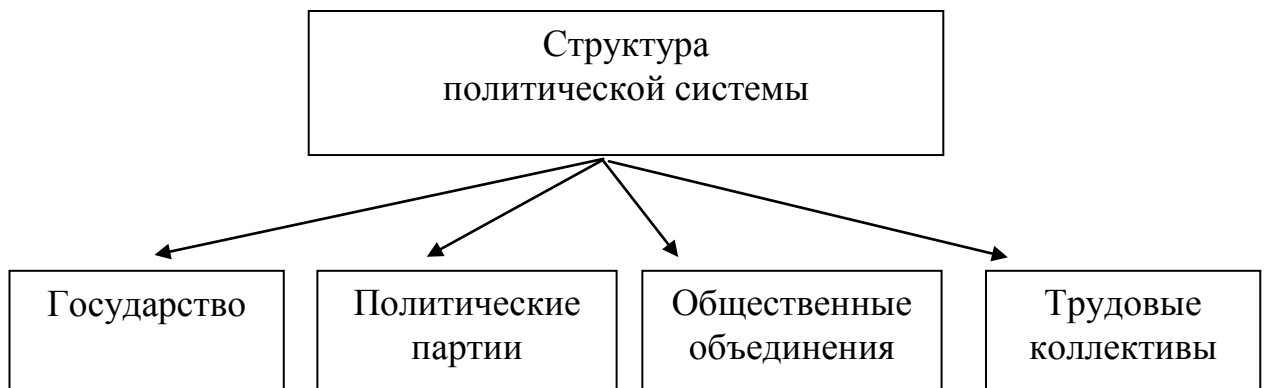 Структура
политической системы
Государство
Политические
партии
Общественные
объединения
Трудовые
коллективы